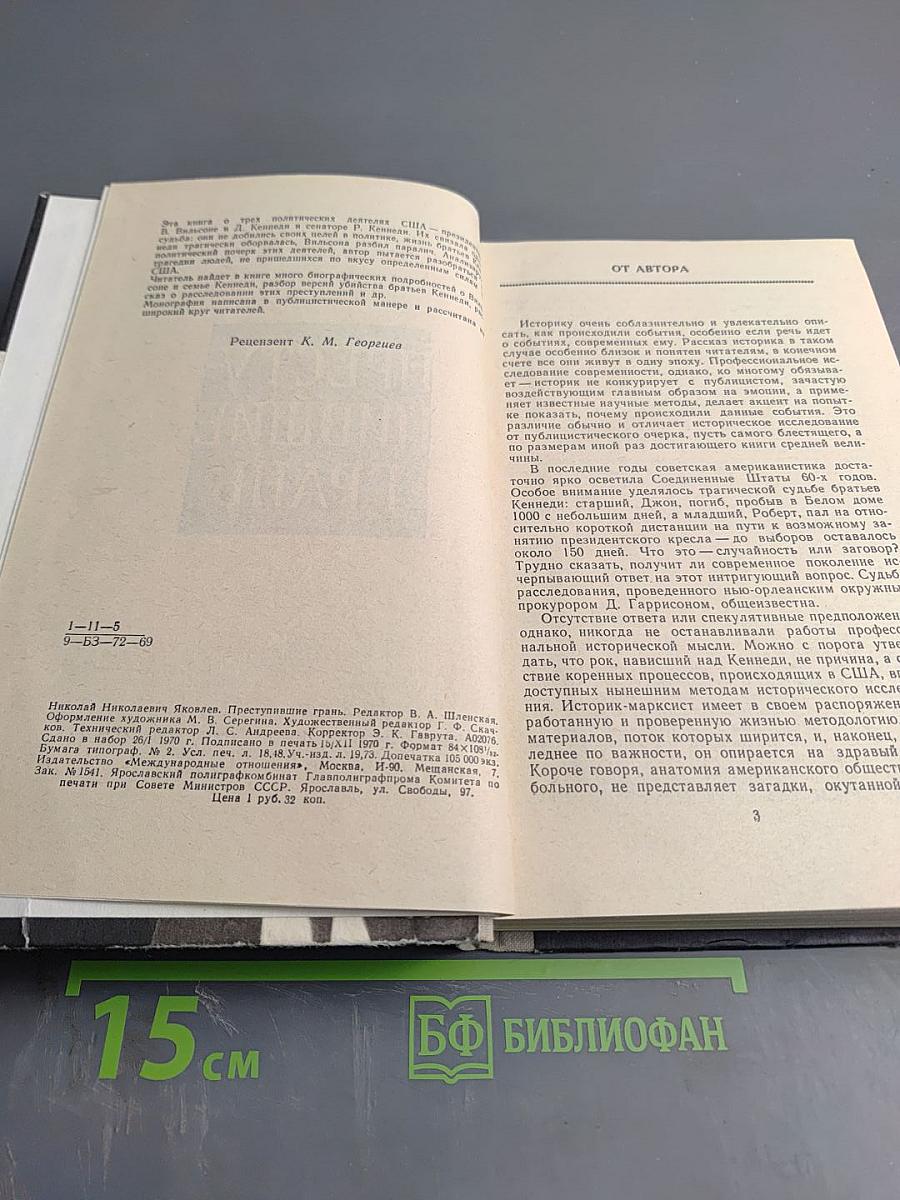 Эта книга о трех политических деятелях США — президе
В. Вильсоне и Д. Кеннеди и сенаторе Р. Кеннеди. Их связала
судьба: они не добились своих целей в политике, жизнь братьев
неди трагически оборвалась, Вильсона разбил паралич. Анализи
политический почерк этих деятелей, автор пытается разобраться
трагедии людей, не пришедшихся по вкусу определенным силам
США.
Читатель найдет в книге много биографических подробностей о Ви
соне и семье Кеннеди, разбор версий убийства братьев Кеннеди, ра
сказ о расследовании этих преступлений и др.
Монография написана в публицистической манере и рассчитана
широкий круг читателей.
Рецензент К. М. Георгиев
1—11—5
9—БЗ—72—69
Николай Николаевич Яковлев. Преступившие грань. Редактор В. А. Шленская.
Оформление художника М. В. Серегина. Художественный редактор Г. Ф. Скач-
ков. Технический редактор Л. С. Андреева. Корректор Э. К. Гаврута. А02076.
Сдано в набор 26/I 1970 г. Подписано в печать 15/XII 1970 г. Формат 84×108¹/₃₂.
Бумага типограф. № 2. Усл. печ. л. 18,48. Уч.-изд. л. 19,73. Допечатка 105 000 экз.
Издательство «Международные отношения», Москва, И-90. Мещанская, 7.
Зак. № 1541. Ярославский полиграфкомбинат Главполиграфпрома Комитета по
печати при Совете Министров СССР. Ярославль, ул. Свободы, 97.
Цена 1 руб. 32 коп.
ОТ АВТОРА
Историку очень соблазнительно и увлекательно опи-
сать, как происходили события, особенно если речь идет
о событиях, современных ему. Рассказ историка в таком
случае особенно близок и понятен читателям, в конечном
счете все они живут в одну эпоху. Профессиональное ис-
следование современности, однако, ко многому обязыва-
ет — историк не конкурирует с публицистом, зачастую
воздействующим главным образом на эмоции, а приме-
няет известные научные методы, делает акцент на попыт-
ке показать, почему происходили данные события. Это
различие обычно и отличает историческое исследование
от публицистического очерка, пусть самого блестящего, а
по размерам иной раз достигающего книги средней вели-
чины.
В последние годы советская американистика доста-
точно ярко осветила Соединенные Штаты 60-х годов.
Особое внимание уделялось трагической судьбе братьев
Кеннеди: старший, Джон, погиб, пробыв в Белом доме
1000 с небольшим дней, а младший, Роберт, пал на отно-
сительно короткой дистанции на пути к возможному за-
нятию президентского кресла — до выборов оставалось
около 150 дней. Что это — случайность или заговор?
Трудно сказать, получит ли современное поколение ис
черпывающий ответ на этот интригующий вопрос. Судьб
расследования, проведенного нью-орлеанским окружны
прокурором Д. Гаррисоном, общеизвестна.
Отсутствие ответа или спекулятивные предположен
однако, никогда не останавливали работы професс
нальной исторической мысли. Можно с порога утве
дать, что рок, нависший над Кеннеди, не причина, а с
ствие коренных процессов, происходящих в США, вп
доступных нынешним методам исторического иссле
ния. Историк-марксист имеет в своем распоряжен
работанную и проверенную жизнью методологию,
материалов, поток которых ширится, и, наконец,
леднее по важности, он опирается на здравый
Короче говоря, анатомия американского обществ
больного, не представляет загадки, окутанной
3
15 см
БФ БИБЛИОФАН